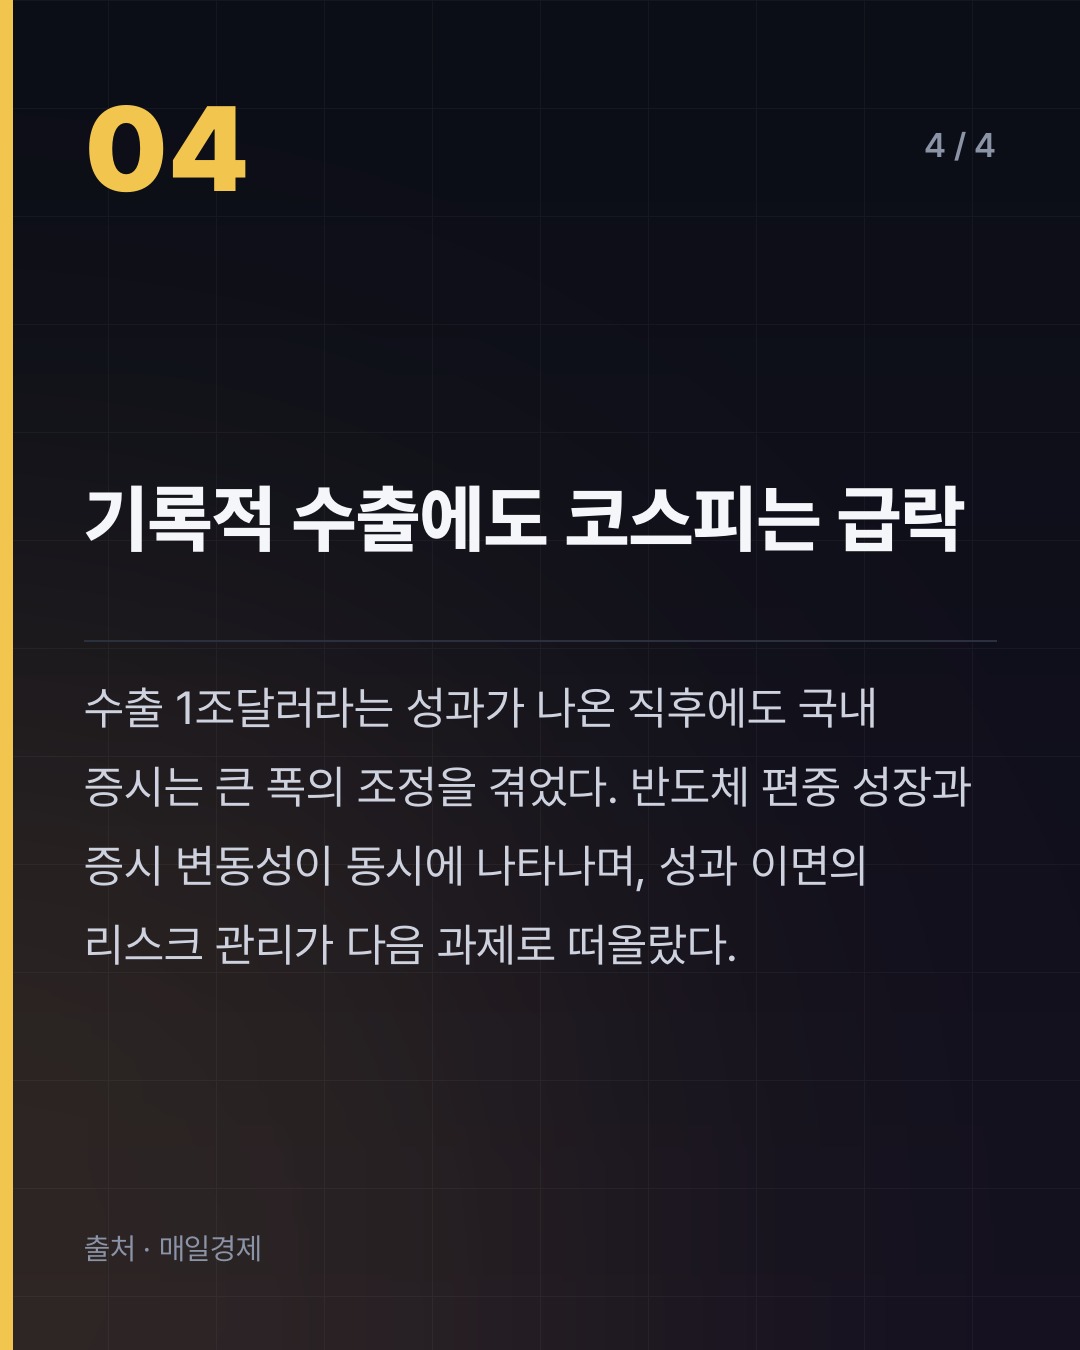 04
4 / 4
기록적 수출에도 코스피는 급락
수출 1조달러라는 성과가 나온 직후에도 국내
증시는 큰 폭의 조정을 겪었다. 반도체 편중 성장과
증시 변동성이 동시에 나타나며, 성과 이면의
리스크 관리가 다음 과제로 떠올랐다.
출처 · 매일경제